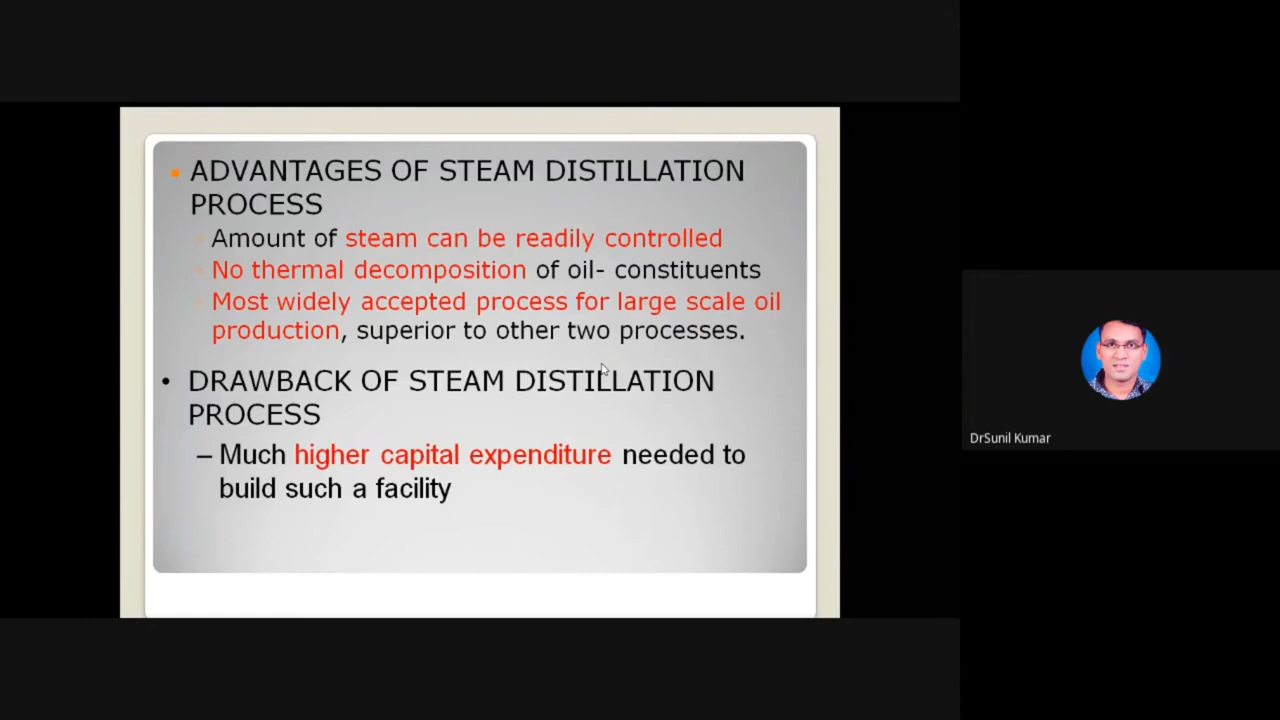 • ADVANTAGES OF STEAM DISTILLATION
PROCESS
◦ Amount of steam can be readily controlled
◦ No thermal decomposition of oil- constituents
◦ Most widely accepted process for large scale oil
production, superior to other two processes.
• DRAWBACK OF STEAM DISTILLATION
PROCESS
– Much higher capital expenditure needed to
build such a facility
DrSunil Kumar